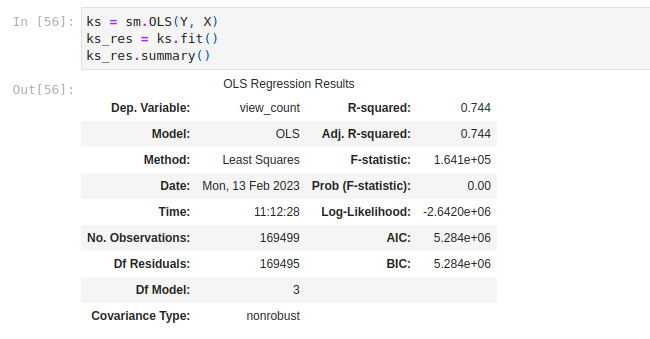 In [56]: ks = sm.OLS(Y, X)
ks_res = ks.fit()
ks_res.summary()
Out[56]: OLS Regression Results
Dep. Variable: view_count R-squared: 0.744
Model: OLS Adj. R-squared: 0.744
Method: Least Squares F-statistic: 1.641e+05
Date: Mon, 13 Feb 2023 Prob (F-statistic): 0.00
Time: 11:12:28 Log-Likelihood: -2.6420e+06
No. Observations: 169499 AIC: 5.284e+06
Df Residuals: 169495 BIC: 5.284e+06
Df Model: 3
Covariance Type: nonrobust